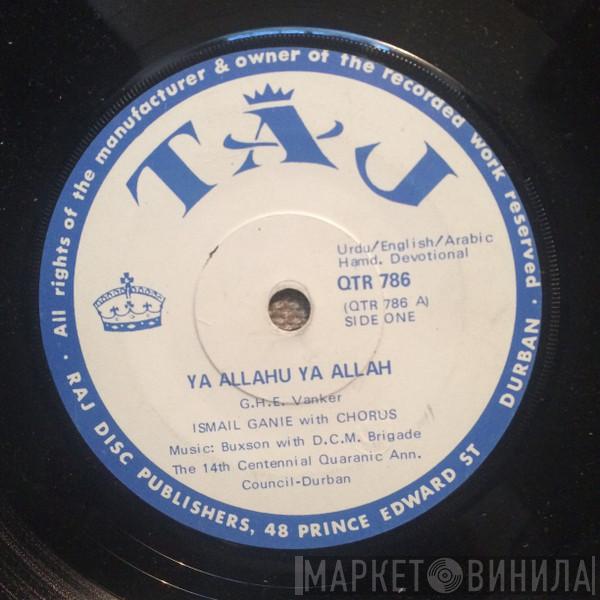 · All rights of the manufacturer & owner of the recorded work reserved ·
TAJ
Urdu/English/Arabic
Hamd. Devotional
QTR 786
(QTR 786 A)
SIDE ONE
YA ALLAHU YA ALLAH
G.H.E. Vanker
ISMAIL GANIE with CHORUS
Music: Buxson with D.C.M. Brigade
The 14th Centennial Quaranic Ann.
Council-Durban
RAJ DISC PUBLISHERS, 48 PRINCE EDWARD ST DURBAN
МАРКЕТ ВИНИЛА